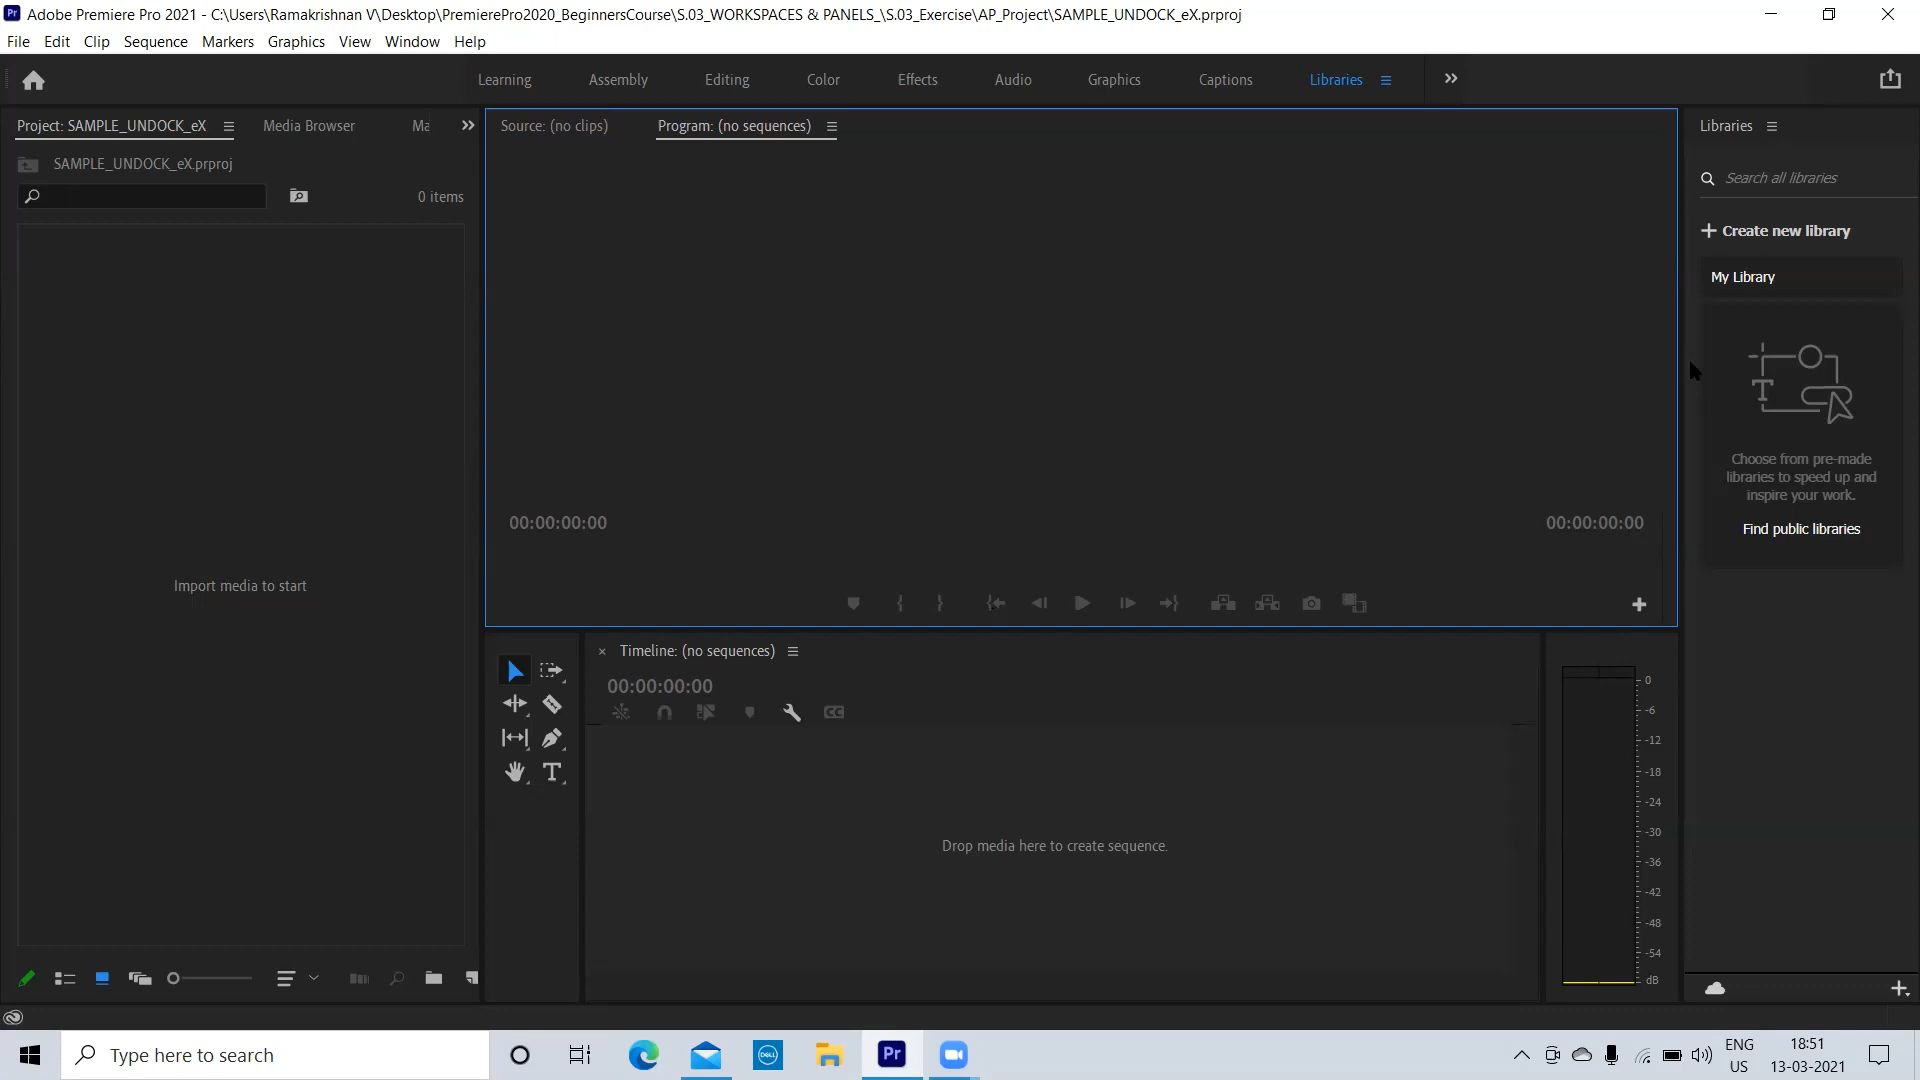 Pr Adobe Premiere Pro 2021 - C:\Users\Ramakrishnan V\Desktop\PremierePro2020_BeginnersCourse\S.03_WORKSPACES & PANELS_\S.03_Exercise\AP_Project\SAMPLE_UNDOCK_eX.prproj
File Edit Clip Sequence Markers Graphics View Window Help
Learning Assembly Editing Color Effects Audio Graphics Captions Libraries
Project: SAMPLE_UNDOCK_eX Media Browser Ma
Source: (no clips) Program: (no sequences)
Libraries
SAMPLE_UNDOCK_eX.prproj
0 items
Search all libraries
+ Create new library
My Library
Choose from pre-made
libraries to speed up and
inspire your work.
Find public libraries
00:00:00:00 00:00:00:00
Import media to start
Timeline: (no sequences)
00:00:00:00
CC
Drop media here to create sequence.
0
-6
-12
-18
-24
-30
-36
-42
-48
-54
dB
Type here to search
DELL
Pr
ENG
US
18:51
13-03-2021